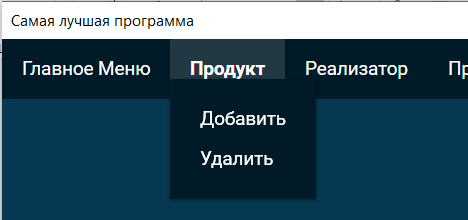 Самая лучшая программа
Главное Меню Продукт Реализатор
Добавить
Удалить